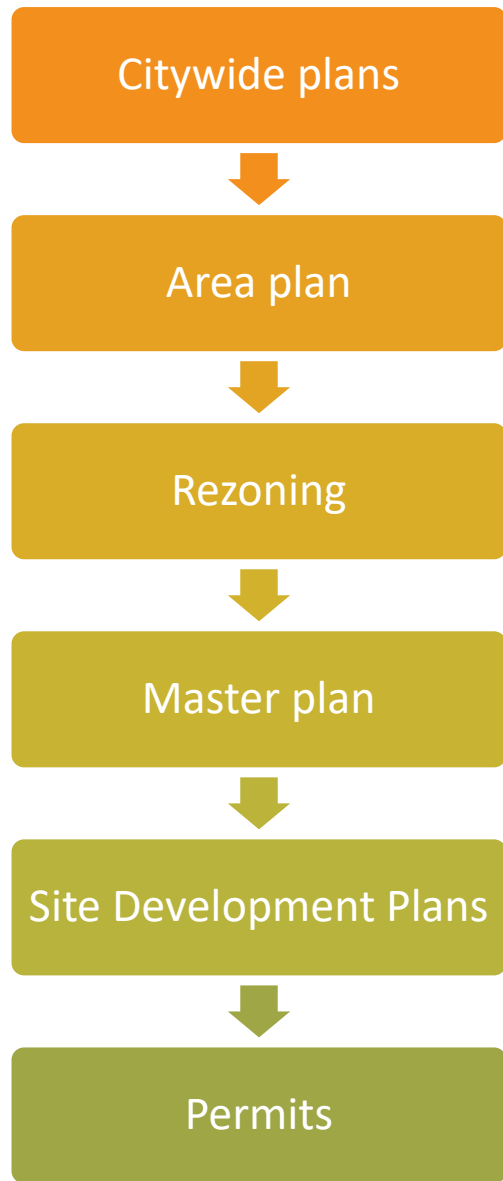 Citywide plans
Area plan
Rezoning
Master plan
Site Development Plans
Permits